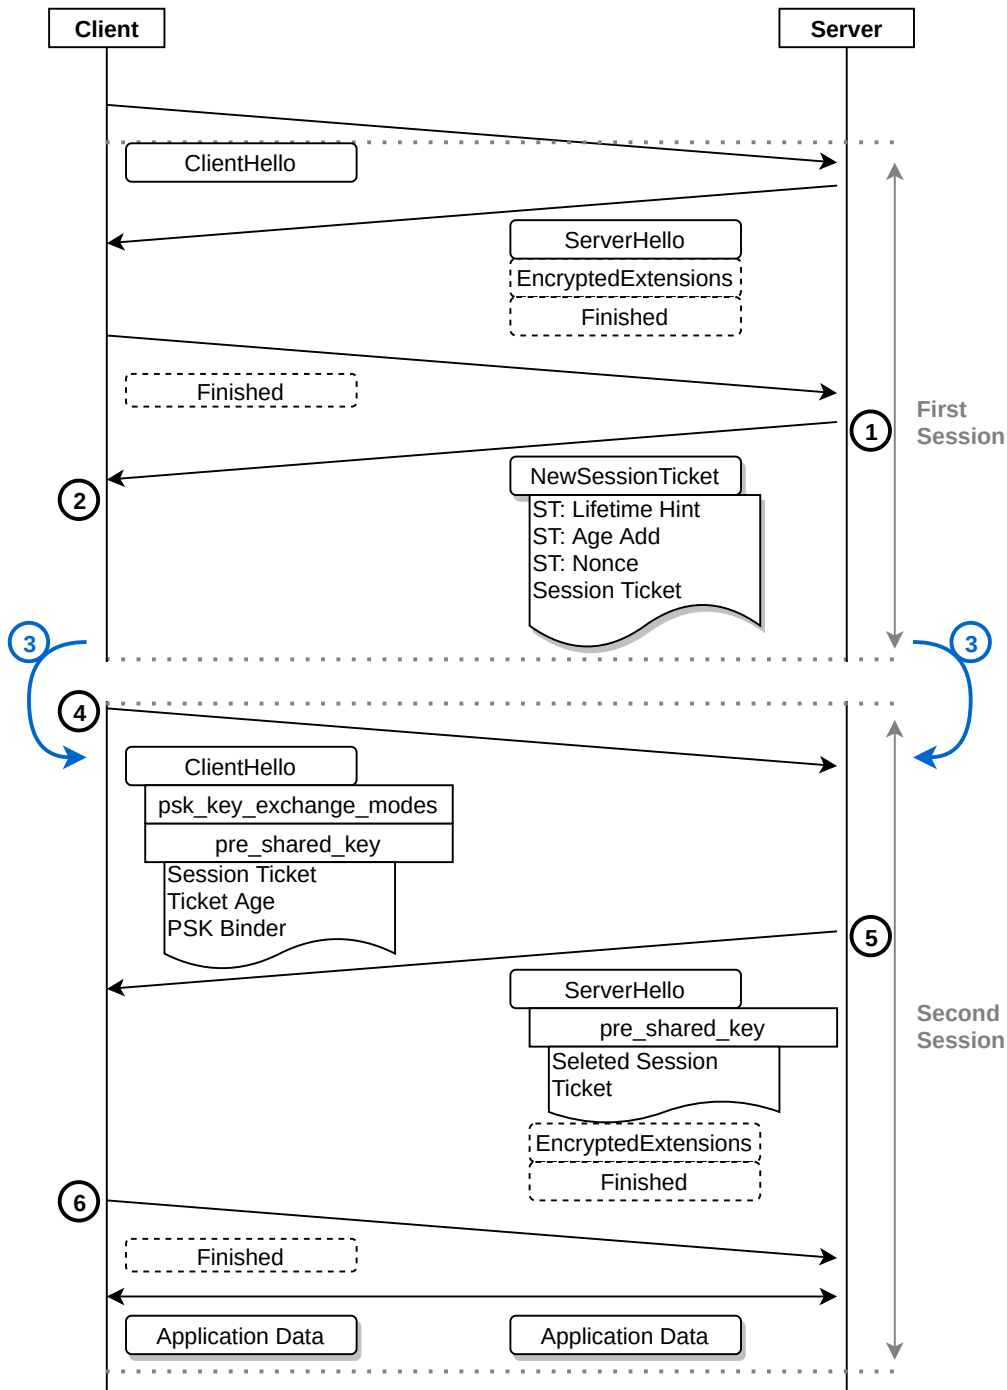 Client
Server
ClientHello
ServerHello
EncryptedExtensions
Finished
Finished
First
Session
1
NewSessionTicket
2
ST: Lifetime Hint
ST: Age Add
ST: Nonce
Session Ticket
3
3
4
ClientHello
psk_key_exchange_modes
pre_shared_key
Session Ticket
Ticket Age
PSK Binder
5
ServerHello
Second
Session
pre_shared_key
Seleted Session
Ticket
EncryptedExtensions
Finished
6
Finished
Application Data
Application Data